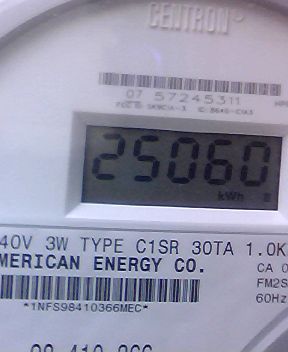 CENTRON®
07 57245311
25060
kWh
40V 3W TYPE C1SR 30TA 1.0K
MERICAN ENERGY CO. CA 0
FM2S
60Hz
*1NFS98410366MEC*